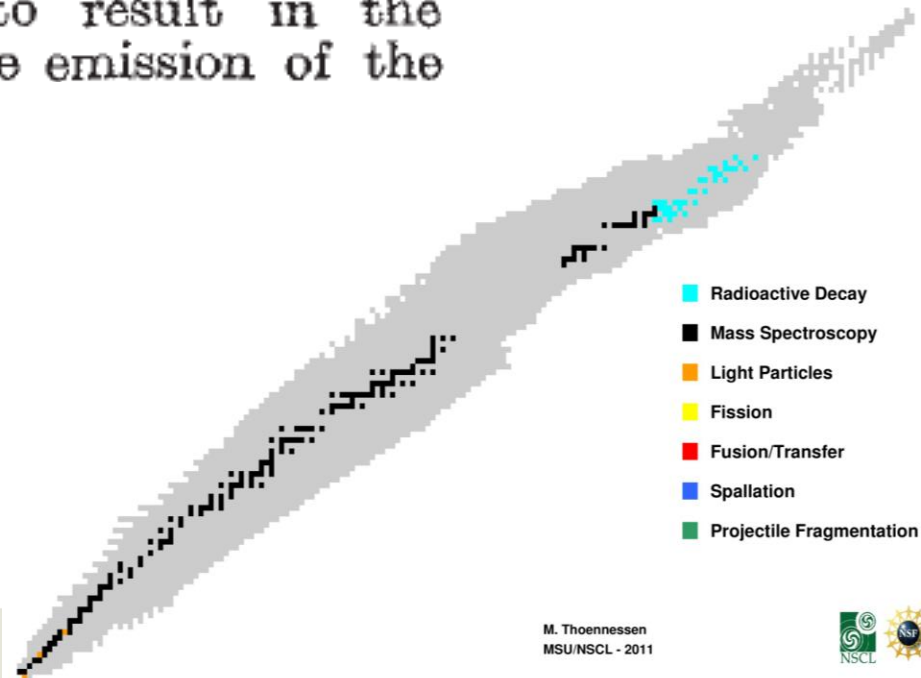 to result in the
e emission of the
Radioactive Decay
Mass Spectroscopy
Light Particles
Fission
Fusion/Transfer
Spallation
Projectile Fragmentation
M. Thoennessen
MSU/NSCL - 2011
NSCL
NSF